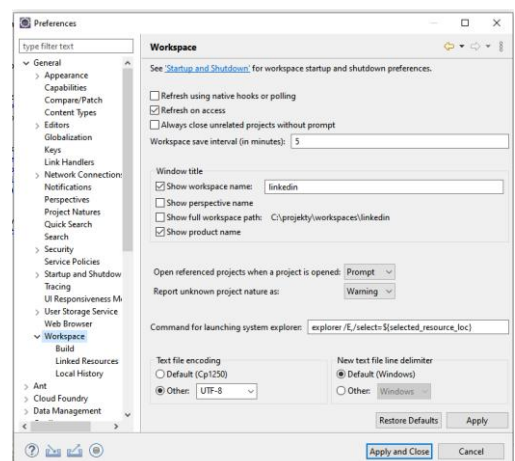 Preferences
type filter text
General
Appearance
Capabilities
Compare/Patch
Content Types
Editors
Globalization
Keys
Link Handlers
Network Connection
Notifications
Perspectives
Project Natures
Quick Search
Search
Security
Service Policies
Startup and Shutdow
Tracing
UI Responsiveness M
User Storage Service
Web Browser
Workspace
Build
Linked Resources
Local History
Ant
Cloud Foundry
Data Management
Workspace
See 'Startup and Shutdown' for workspace startup and shutdown preferences.
Refresh using native hooks or polling
Refresh on access
Always close unrelated projects without prompt
Workspace save interval (in minutes): 5
Window title
Show workspace name: linkedin
Show perspective name
Show full workspace path: C:\projekty\workspaces\linkedin
Show product name
Open referenced projects when a project is opened: Prompt
Report unknown project nature as: Warning
Command for launching system explorer: explorer /E,/select=${selected_resource_loc}
Text file encoding
Default (Cp1250)
Other: UTF-8
New text file line delimiter
Default (Windows)
Other: Windows
Restore Defaults Apply
Apply and Close Cancel